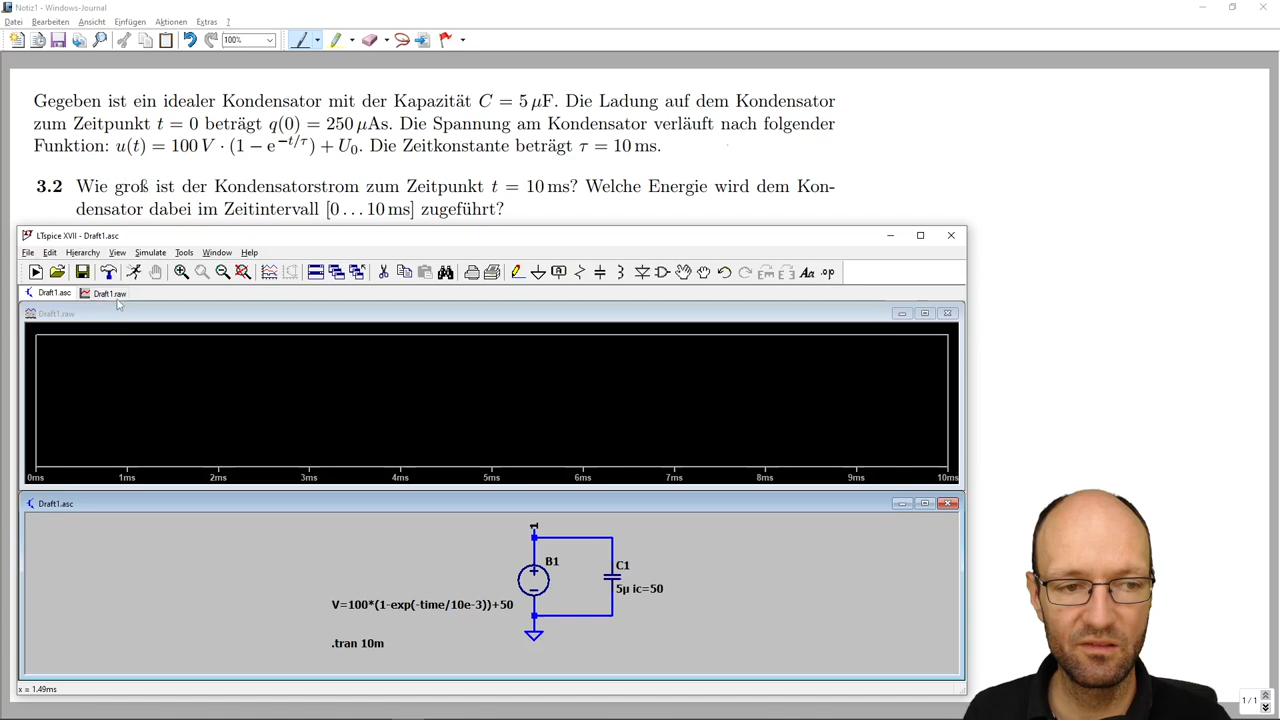 Notiz1 - Windows-Journal
Datei Bearbeiten Ansicht Einfügen Aktionen Extras ?
100%
Gegeben ist ein idealer Kondensator mit der Kapazität C = 5 μF. Die Ladung auf dem Kondensator
zum Zeitpunkt t = 0 beträgt q(0) = 250 μAs. Die Spannung am Kondensator verläuft nach folgender
Funktion: u(t) = 100 V · (1 − e^{−t/τ}) + U₀. Die Zeitkonstante beträgt τ = 10 ms.
3.2 Wie groß ist der Kondensatorstrom zum Zeitpunkt t = 10 ms? Welche Energie wird dem Kon-
densator dabei im Zeitintervall [0 … 10 ms] zugeführt?
LTspice XVII - Draft1.asc
File Edit Hierarchy View Simulate Tools Window Help
Aa .op
Draft1.asc Draft1.raw
Draft1.raw
0ms 1ms 2ms 3ms 4ms 5ms 6ms 7ms 8ms 9ms 10ms
Draft1.asc
1
B1
C1
5μ ic=50
V=100*(1-exp(-time/10e-3))+50
.tran 10m
x = 1.49ms
1/1